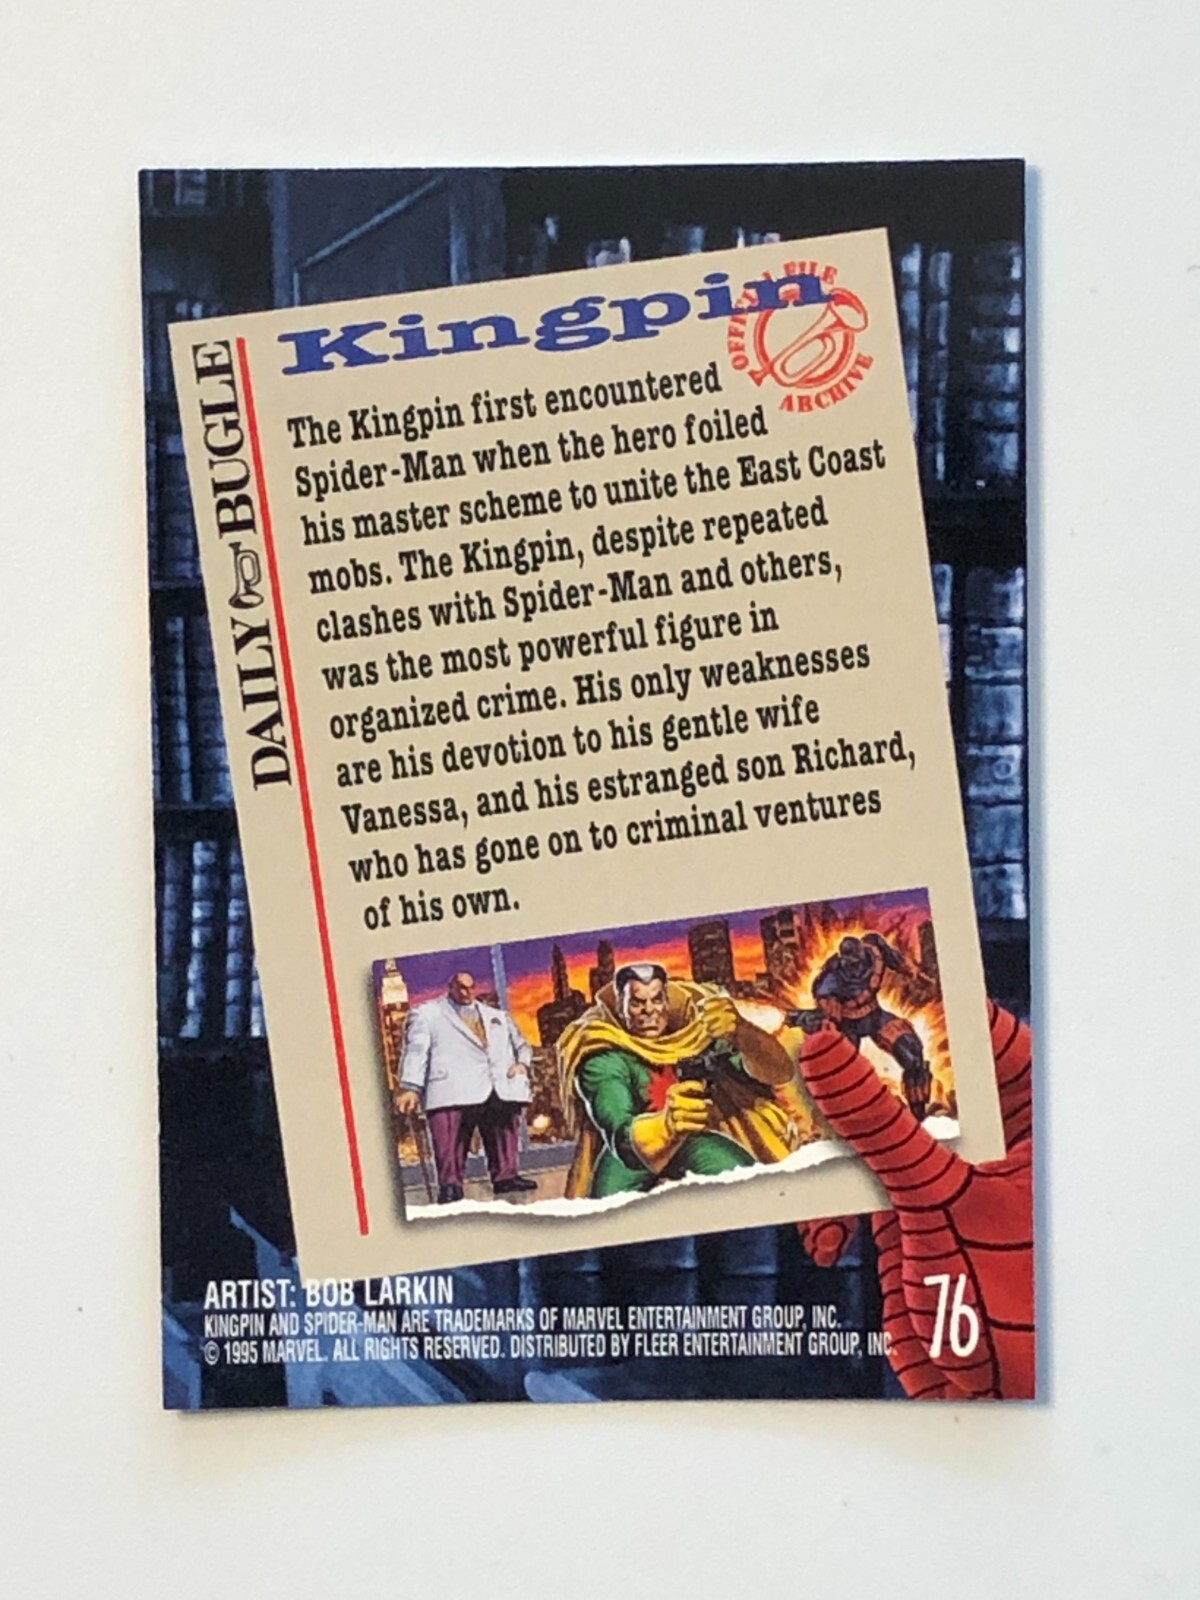 Kingpin
OFFICIAL FILE
ARCHIVE
DAILY BUGLE
The Kingpin first encountered
Spider-Man when the hero foiled
his master scheme to unite the East Coast
mobs. The Kingpin, despite repeated
clashes with Spider-Man and others,
was the most powerful figure in
organized crime. His only weaknesses
are his devotion to his gentle wife
Vanessa, and his estranged son Richard,
who has gone on to criminal ventures
of his own.
ARTIST: BOB LARKIN
KINGPIN AND SPIDER-MAN ARE TRADEMARKS OF MARVEL ENTERTAINMENT GROUP, INC.
© 1995 MARVEL. ALL RIGHTS RESERVED. DISTRIBUTED BY FLEER ENTERTAINMENT GROUP, INC.
76